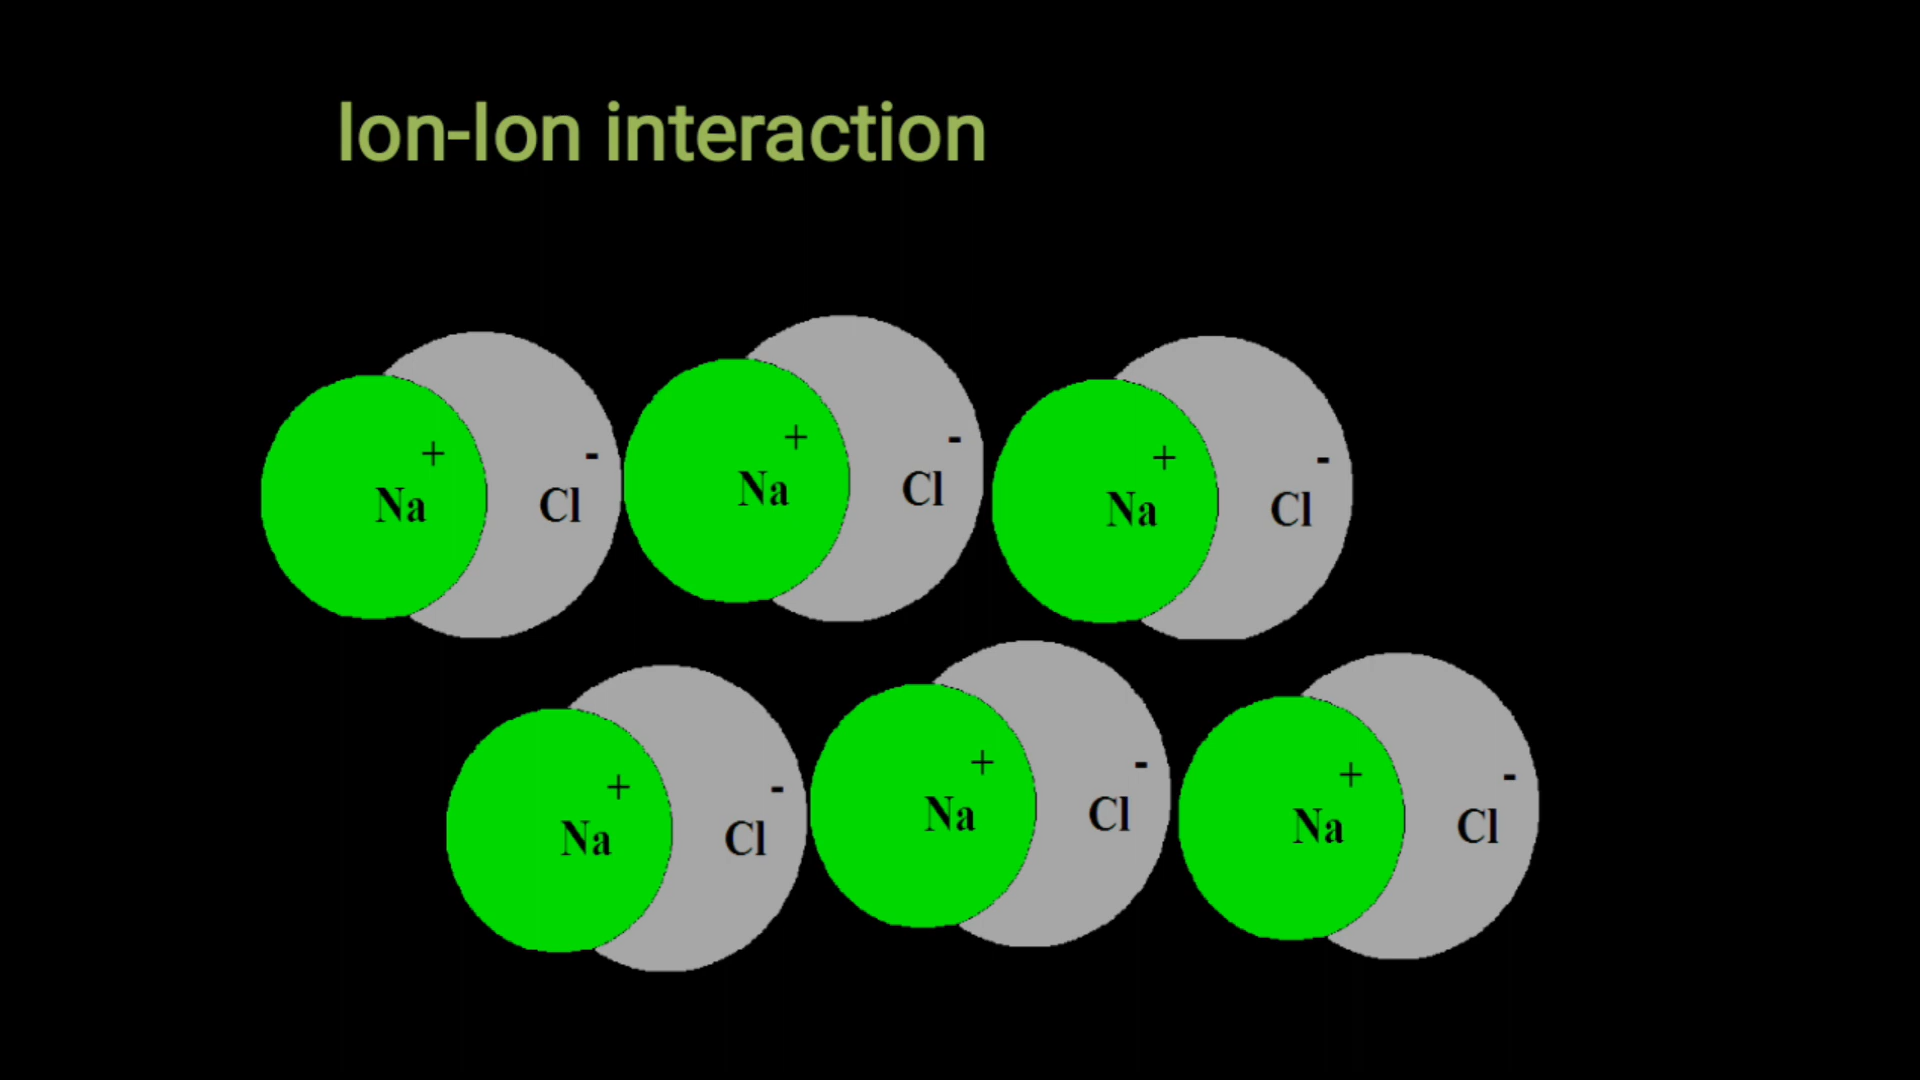 Ion-Ion interaction
+ - + - + -
Na Cl Na Cl Na Cl
+ - + - + -
Na Cl Na Cl Na Cl